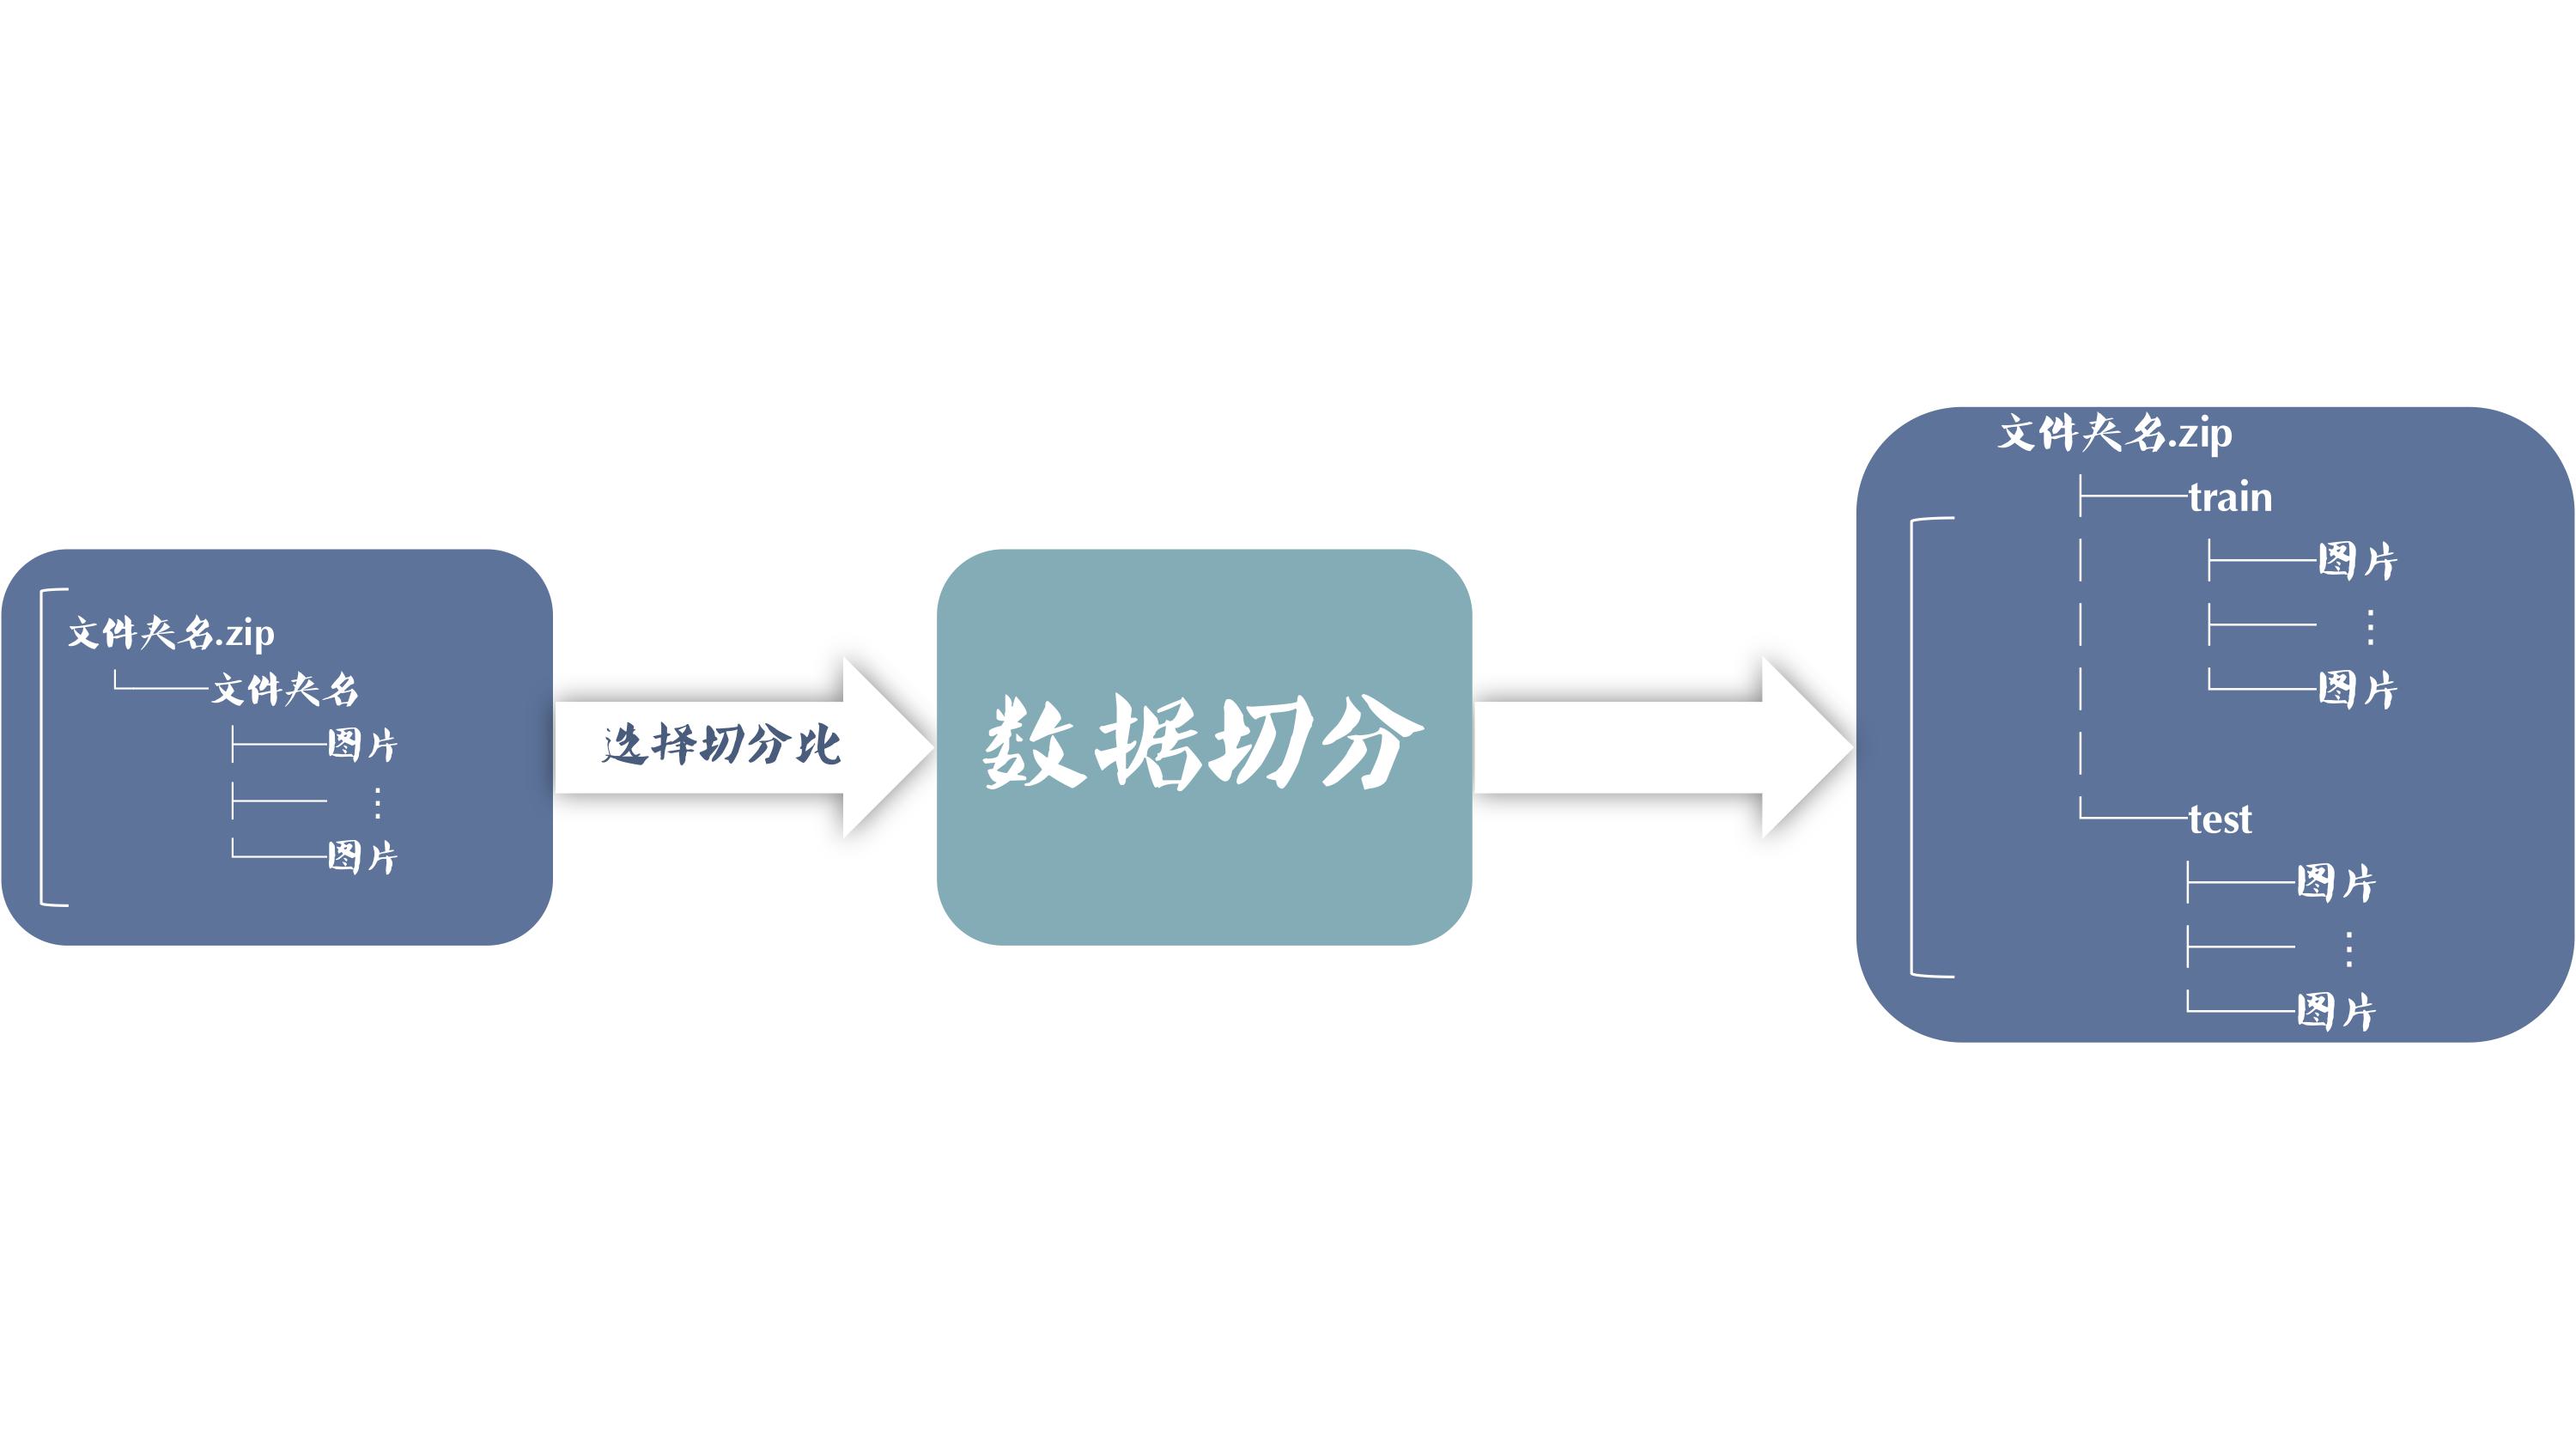 文件夹名.zip
文件夹名
图片
⋮
图片
选择切分比
数据切分
文件夹名.zip
train
图片
⋮
图片
test
图片
⋮
图片